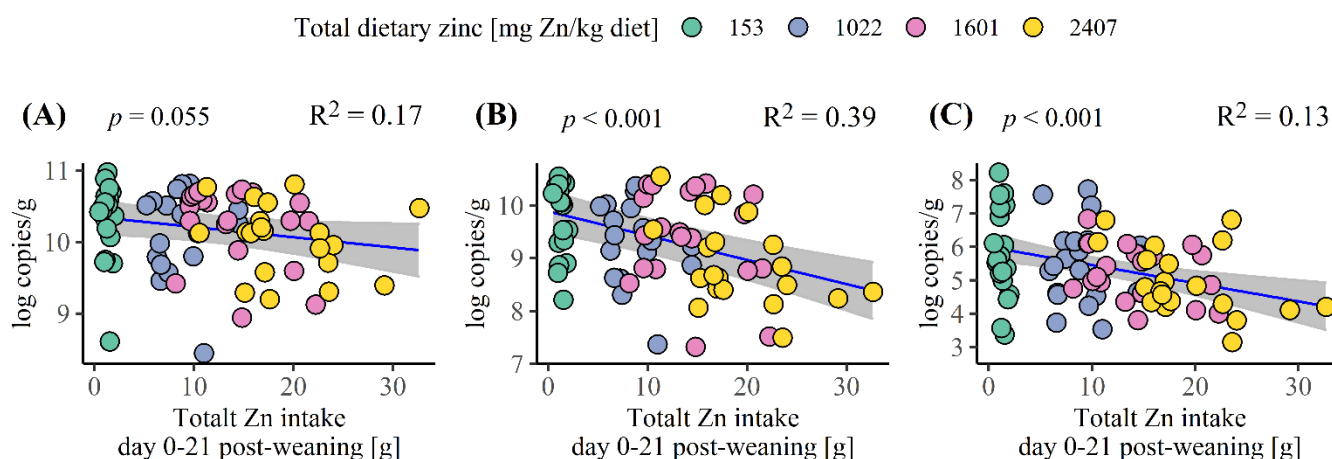 Total dietary zinc [mg Zn/kg diet] 153 1022 1601 2407
(A) p = 0.055 R² = 0.17
(B) p < 0.001 R² = 0.39
(C) p < 0.001 R² = 0.13
log copies/g
11
10
9
0 10 20 30
Totalt Zn intake
day 0-21 post-weaning [g]
log copies/g
10
9
8
7
0 10 20 30
Totalt Zn intake
day 0-21 post-weaning [g]
log copies/g
8
7
6
5
4
3
0 10 20 30
Totalt Zn intake
day 0-21 post-weaning [g]